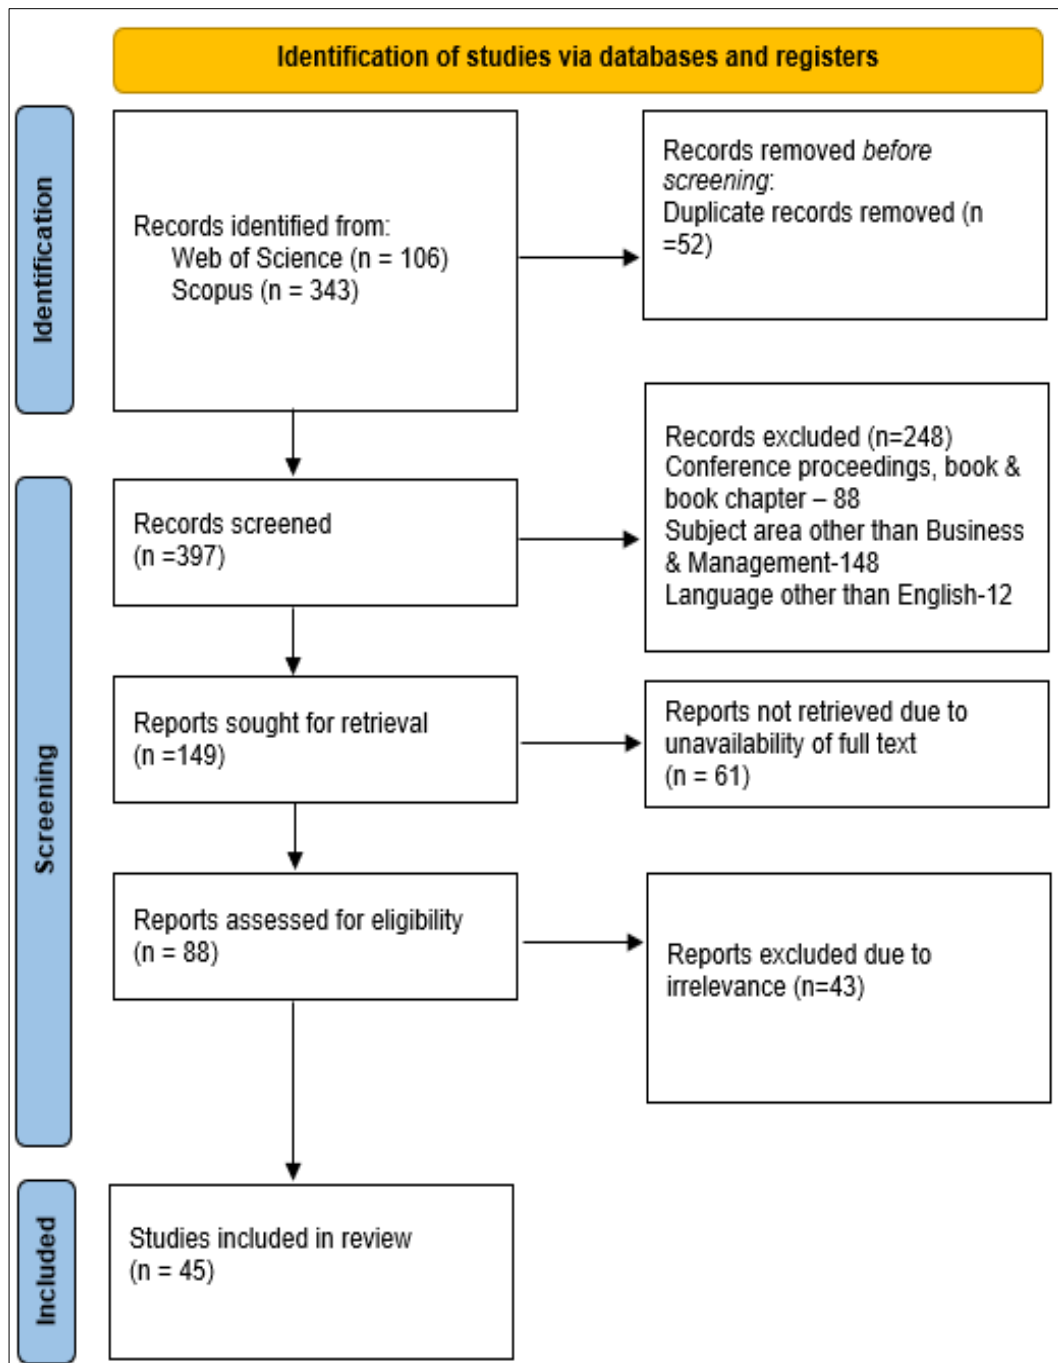 Identification of studies via databases and registers
Identification
Records identified from:
Web of Science (n = 106)
Scopus (n = 343)
Records removed before
screening:
Duplicate records removed (n
=52)
Screening
Records screened
(n =397)
Records excluded (n=248)
Conference proceedings, book &
book chapter – 88
Subject area other than Business
& Management-148
Language other than English-12
Reports sought for retrieval
(n =149)
Reports not retrieved due to
unavailability of full text
(n = 61)
Reports assessed for eligibility
(n = 88)
Reports excluded due to
irrelevance (n=43)
Included
Studies included in review
(n = 45)